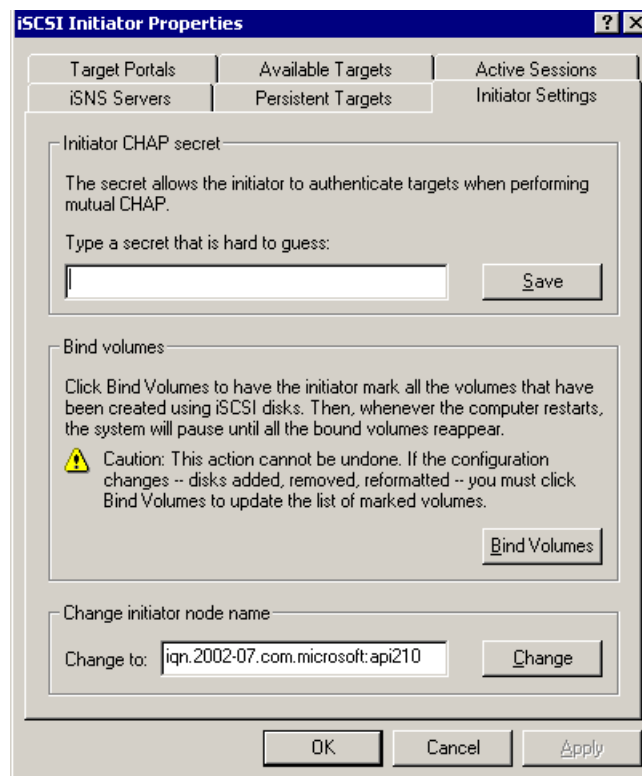 iSCSI Initiator Properties
Target Portals Available Targets Active Sessions
iSNS Servers Persistent Targets Initiator Settings
Initiator CHAP secret
The secret allows the initiator to authenticate targets when performing
mutual CHAP.
Type a secret that is hard to guess:
Save
Bind volumes
Click Bind Volumes to have the initiator mark all the volumes that have
been created using iSCSI disks. Then, whenever the computer restarts,
the system will pause until all the bound volumes reappear.
Caution: This action cannot be undone. If the configuration
changes -- disks added, removed, reformatted -- you must click
Bind Volumes to update the list of marked volumes.
Bind Volumes
Change initiator node name
Change to: iqn.2002-07.com.microsoft:api210 Change
OK Cancel Apply